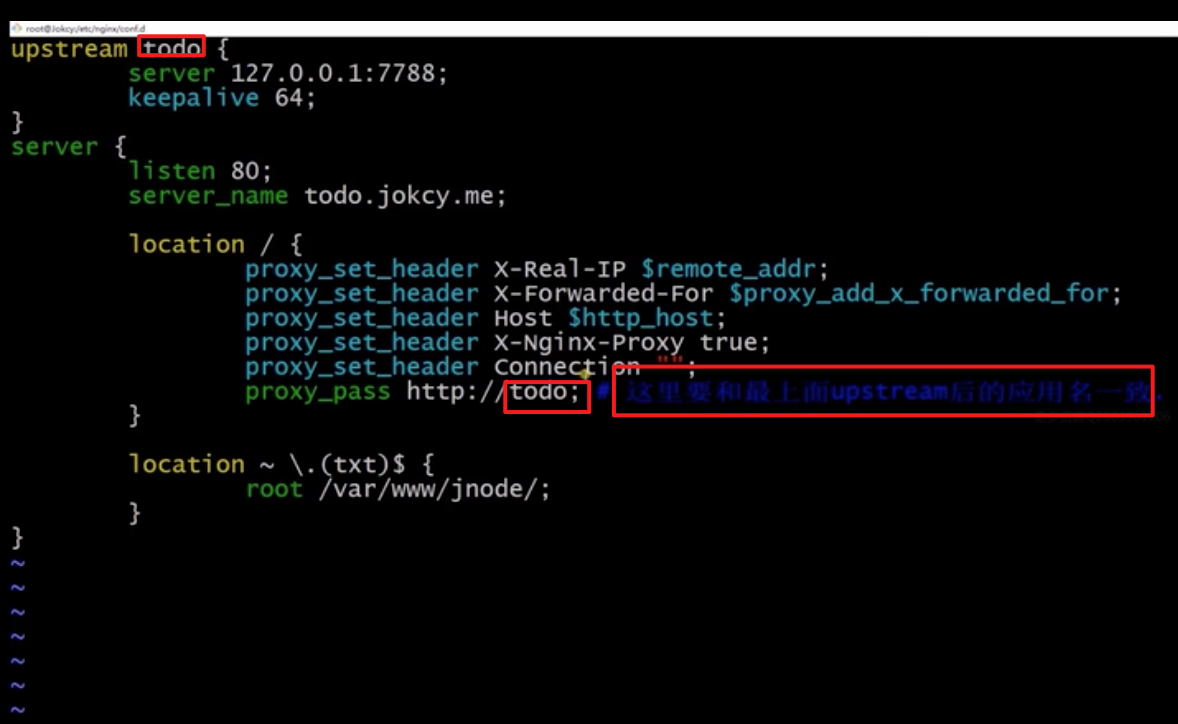 root@Jokcy:/etc/nginx/conf.d
upstream todo {
server 127.0.0.1:7788;
keepalive 64;
}
server {
listen 80;
server_name todo.jokcy.me;
location / {
proxy_set_header X-Real-IP $remote_addr;
proxy_set_header X-Forwarded-For $proxy_add_x_forwarded_for;
proxy_set_header Host $http_host;
proxy_set_header X-Nginx-Proxy true;
proxy_set_header Connection "";
proxy_pass http://todo; # 这里要和最上面upstream后的应用名一致.
}
location ~ \.(txt)$ {
root /var/www/jnode/;
}
}
~
~
~
~
~
~
~